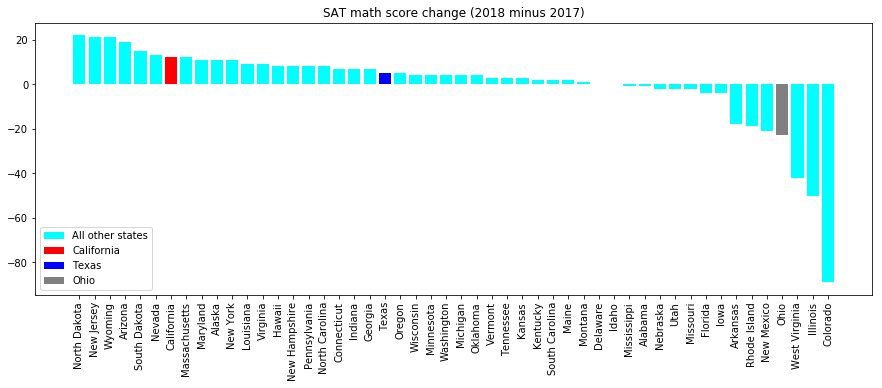 SAT math score change (2018 minus 2017)
20
0
−20
−40
−60
−80
All other states
California
Texas
Ohio
North Dakota
New Jersey
Wyoming
Arizona
South Dakota
Nevada
California
Massachusetts
Maryland
Alaska
New York
Louisiana
Virginia
Hawaii
New Hampshire
Pennsylvania
North Carolina
Connecticut
Indiana
Georgia
Texas
Oregon
Wisconsin
Minnesota
Washington
Michigan
Oklahoma
Vermont
Tennessee
Kansas
Kentucky
South Carolina
Maine
Montana
Delaware
Idaho
Mississippi
Alabama
Nebraska
Utah
Missouri
Florida
Iowa
Arkansas
Rhode Island
New Mexico
Ohio
West Virginia
Illinois
Colorado